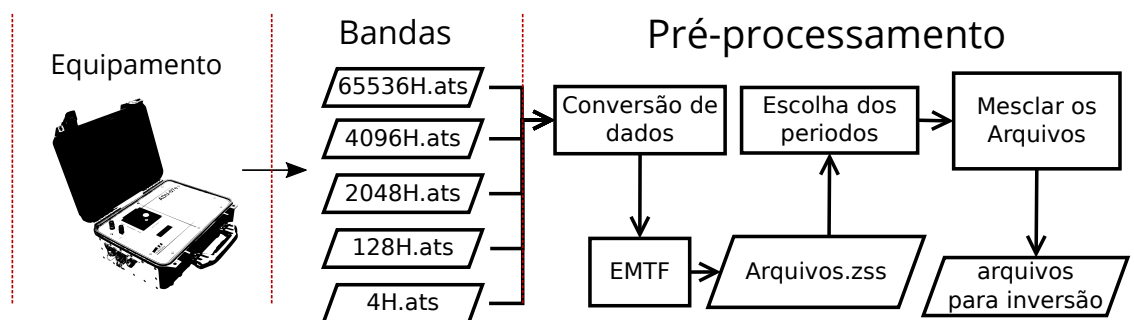 Equipamento
Bandas
65536H.ats
4096H.ats
2048H.ats
128H.ats
4H.ats
Pré-processamento
Conversão de
dados
EMTF
Arquivos.zss
Escolha dos
periodos
Mesclar os
Arquivos
arquivos
para inversão